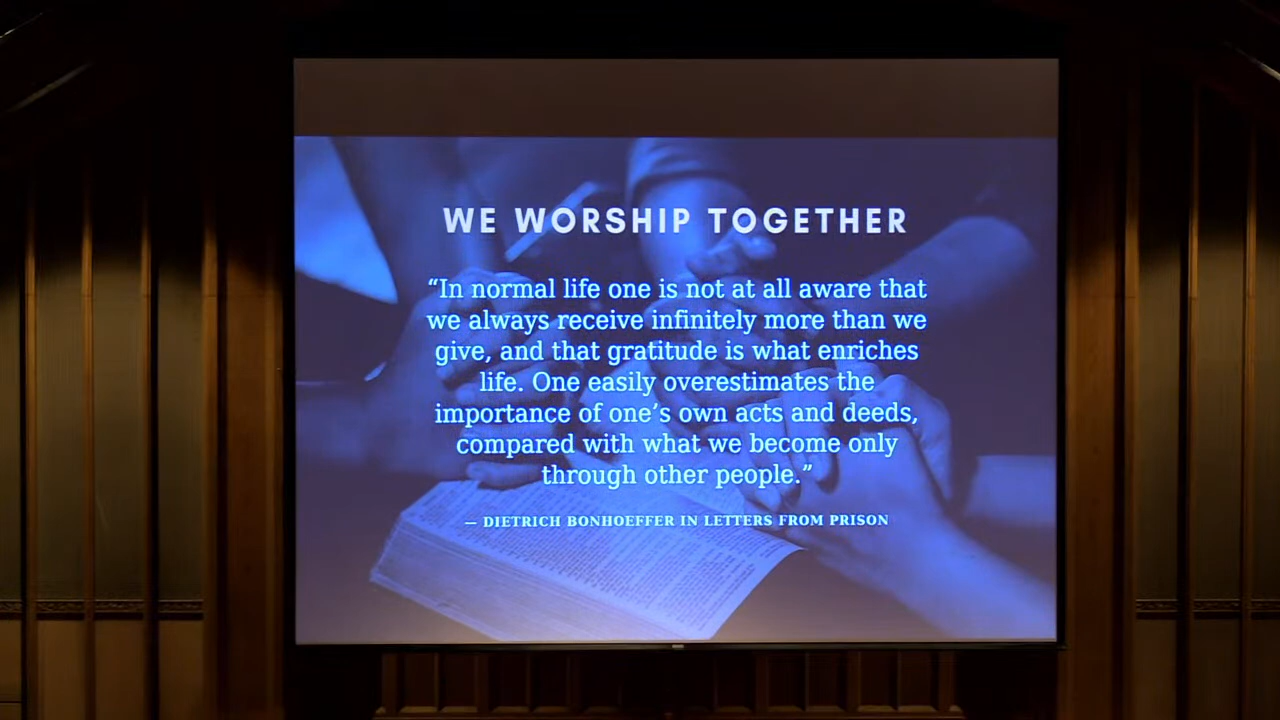 WE WORSHIP TOGETHER
“In normal life one is not at all aware that
we always receive infinitely more than we
give, and that gratitude is what enriches
life. One easily overestimates the
importance of one’s own acts and deeds,
compared with what we become only
through other people.”
— DIETRICH BONHOEFFER IN LETTERS FROM PRISON